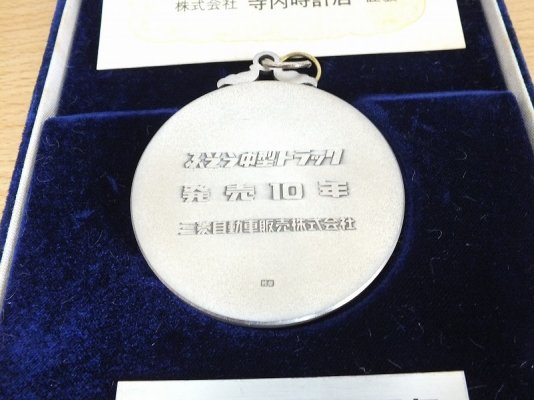 株式会社 寺内時計店
ふそう中型トラック
発売10年
三菱自動車販売株式会社